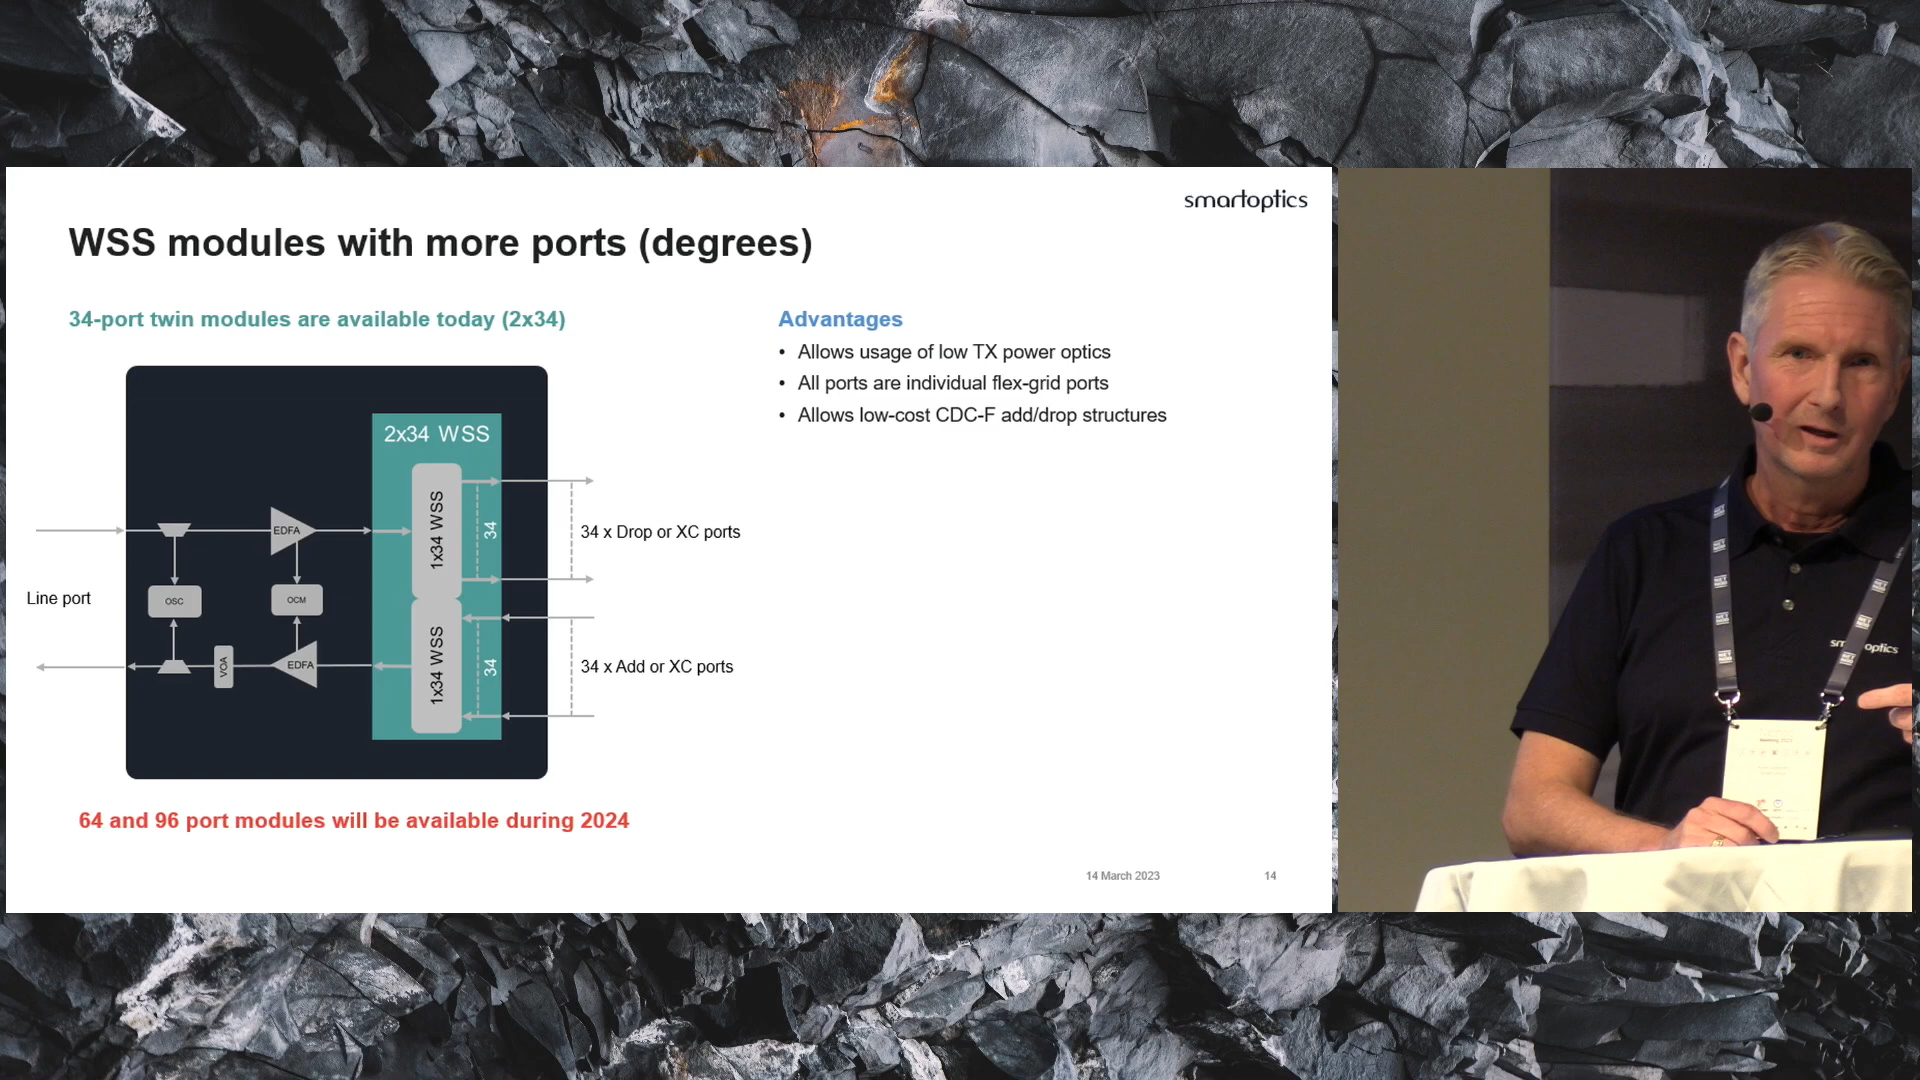 smartoptics
WSS modules with more ports (degrees)
34-port twin modules are available today (2x34)
2x34 WSS
1x34 WSS
34
34 x Drop or XC ports
EDFA
Line port
OSC
OCM
VOA
EDFA
1x34 WSS
34
34 x Add or XC ports
64 and 96 port modules will be available during 2024
Advantages
• Allows usage of low TX power optics
• All ports are individual flex-grid ports
• Allows low-cost CDC-F add/drop structures
14 March 2023
14
optics